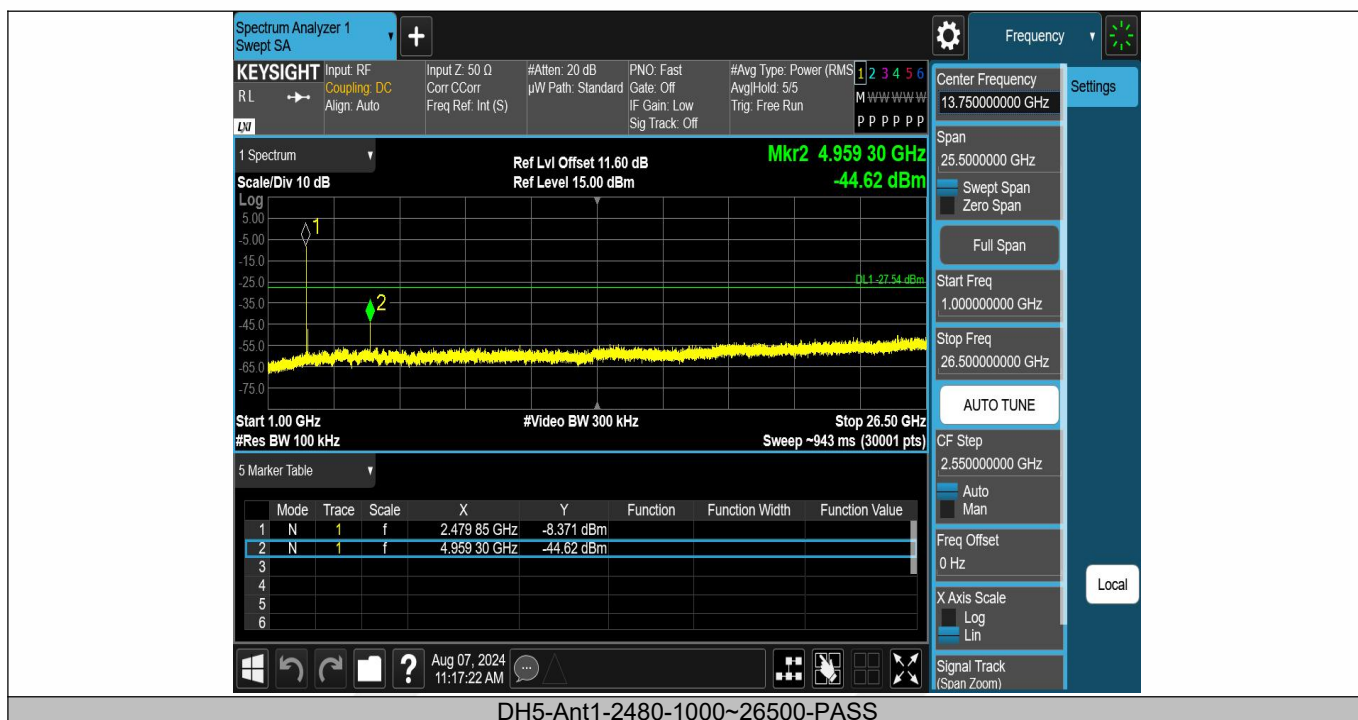 Spectrum Analyzer 1
Swept SA
+
Frequency
KEYSIGHT Input: RF Input Z: 50 Ω #Atten: 20 dB PNO: Fast #Avg Type: Power (RMS 1 2 3 4 5 6
RL Coupling: DC Corr CCorr µW Path: Standard Gate: Off Avg|Hold: 5/5 M W W W W W
Align: Auto Freq Ref: Int (S) IF Gain: Low Trig: Free Run
LXI Sig Track: Off P P P P P P
1 Spectrum Ref Lvl Offset 11.60 dB Mkr2 4.959 30 GHz
Scale/Div 10 dB Ref Level 15.00 dBm -44.62 dBm
Log
5.00
1
-5.00
-15.0
-25.0 DL1 -27.54 dBm
-35.0 2
-45.0
-55.0
-65.0
-75.0
Start 1.00 GHz #Video BW 300 kHz Stop 26.50 GHz
#Res BW 100 kHz Sweep ~943 ms (30001 pts)
5 Marker Table
Mode Trace Scale X Y Function Function Width Function Value
1 N 1 f 2.479 85 GHz -8.371 dBm
2 N 1 f 4.959 30 GHz -44.62 dBm
3
4
5
6
? Aug 07, 2024
11:17:22 AM
Center Frequency
13.750000000 GHz
Settings
Span
25.5000000 GHz
Swept Span
Zero Span
Full Span
Start Freq
1.000000000 GHz
Stop Freq
26.500000000 GHz
AUTO TUNE
CF Step
2.550000000 GHz
Auto
Man
Freq Offset
0 Hz
Local
X Axis Scale
Log
Lin
Signal Track
(Span Zoom)
DH5-Ant1-2480-1000~26500-PASS